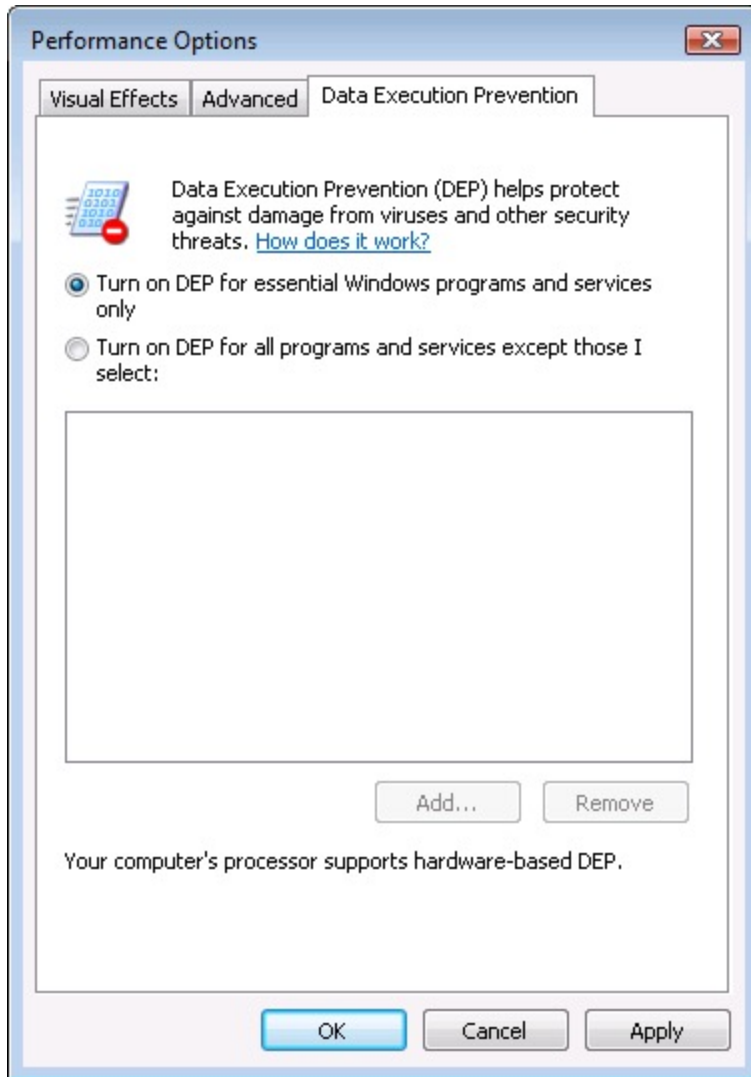 Performance Options
Visual Effects
Advanced
Data Execution Prevention
Data Execution Prevention (DEP) helps protect
against damage from viruses and other security
threats. How does it work?
Turn on DEP for essential Windows programs and services
only
Turn on DEP for all programs and services except those I
select:
Add...
Remove
Your computer's processor supports hardware-based DEP.
OK
Cancel
Apply